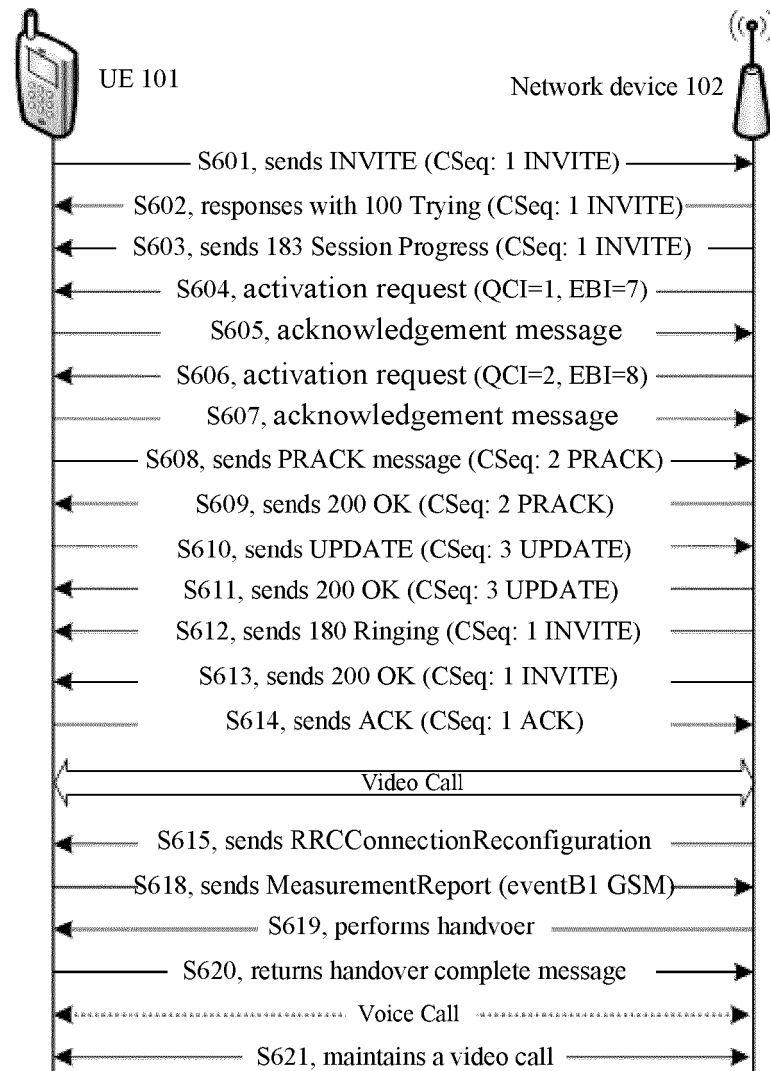 UE 101
Network device 102
S601, sends INVITE (CSeq: 1 INVITE)
S602, responses with 100 Trying (CSeq: 1 INVITE)
S603, sends 183 Session Progress (CSeq: 1 INVITE)
S604, activation request (QCI=1, EBI=7)
S605, acknowledgement message
S606, activation request (QCI=2, EBI=8)
S607, acknowledgement message
S608, sends PRACK message (CSeq: 2 PRACK)
S609, sends 200 OK (CSeq: 2 PRACK)
S610, sends UPDATE (CSeq: 3 UPDATE)
S611, sends 200 OK (CSeq: 3 UPDATE)
S612, sends 180 Ringing (CSeq: 1 INVITE)
S613, sends 200 OK (CSeq: 1 INVITE)
S614, sends ACK (CSeq: 1 ACK)
Video Call
S615, sends RRCConnectionReconfiguration
S618, sends MeasurementReport (eventB1 GSM)
S619, performs handvoer
S620, returns handover complete message
Voice Call
S621, maintains a video call